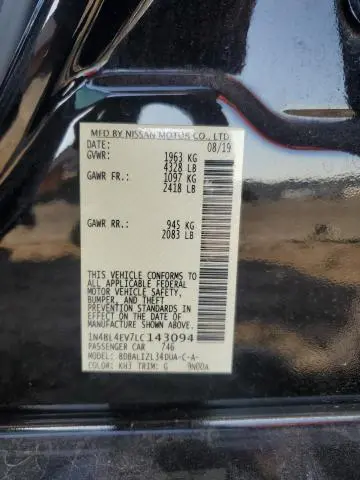 MFD BY NISSAN MOTOR CO., LTD.
DATE: 08/19
GVWR: 1963 KG
4328 LB
GAWR FR: 1097 KG
2418 LB
GAWR RR: 945 KG
2083 LB
THIS VEHICLE CONFORMS TO
ALL APPLICABLE FEDERAL
MOTOR VEHICLE SAFETY,
BUMPER, AND THEFT
PREVENTION STANDARDS IN
EFFECT ON THE DATE OF
MANUFACTURE SHOWN ABOVE.
1N4BL4EV7LC143094
PASSENGER CAR 746
MODEL: BDBALIZL34DUA-C-A-
COLOR: KH3 TRIM: G 9N00A